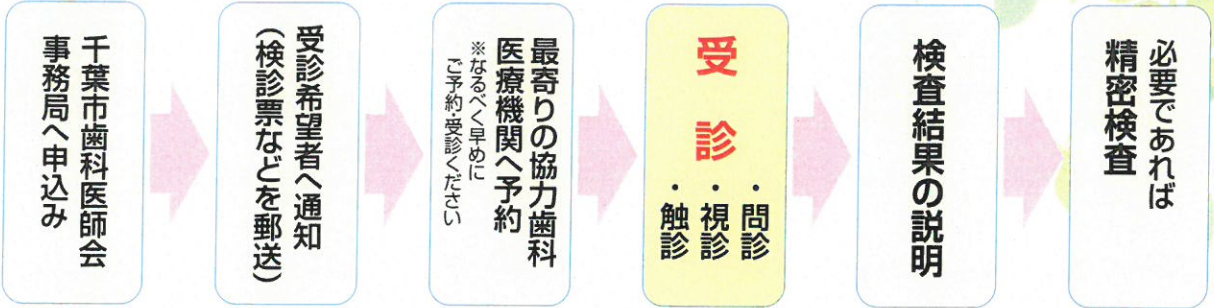 千葉市歯科医師会
事務局へ申込み
受診希望者へ通知
(検診票などを郵送)
最寄りの協力歯科
医療機関へ予約
※なるべく早めに
ご予約・受診ください
受診
・問診
・視診
・触診
検査結果の説明
必要であれば
精密検査